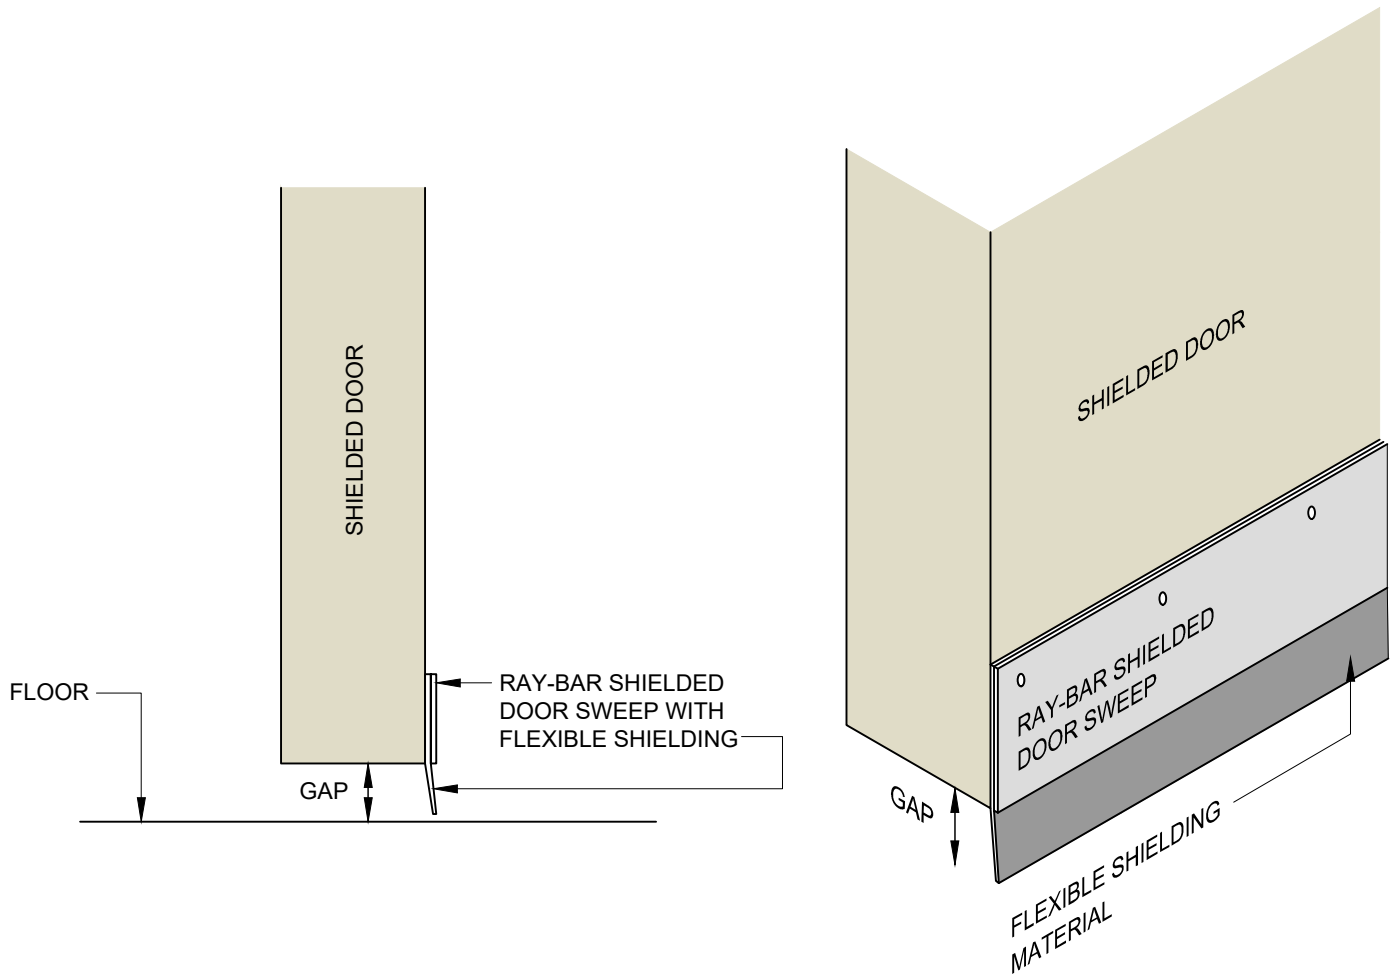 SHIELDED DOOR
FLOOR
RAY-BAR SHIELDED
DOOR SWEEP WITH
FLEXIBLE SHIELDING
GAP
SHIELDED DOOR
RAY-BAR SHIELDED
DOOR SWEEP
GAP
FLEXIBLE SHIELDING
MATERIAL